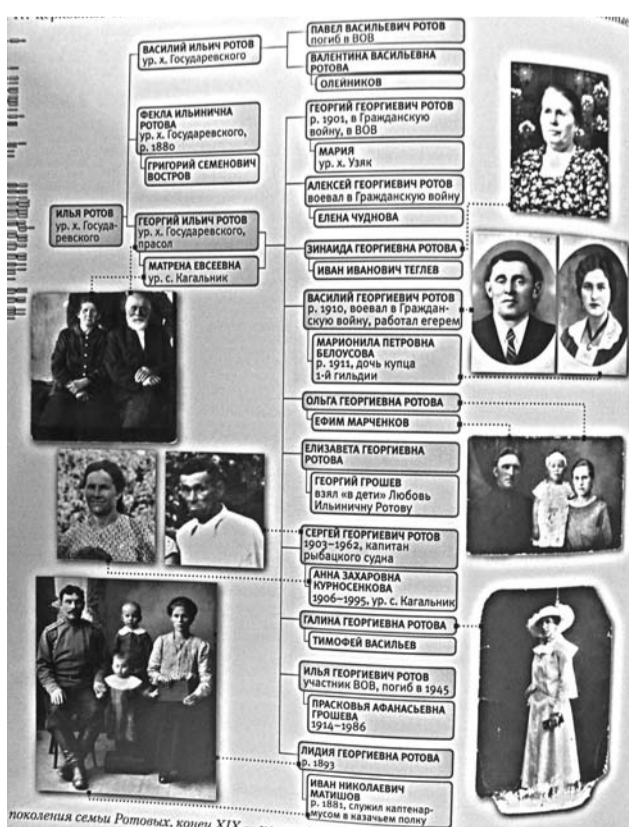 ПАВЕЛ ВАСИЛЬЕВИЧ РОТОВ
погиб в ВОВ
ВАСИЛИЙ ИЛЬИЧ РОТОВ
ур. х. Государевского
ВАЛЕНТИНА ВАСИЛЬЕВНА
РОТОВА
ОЛЕЙНИКОВ
ФЕКЛА ИЛЬИНИЧНА
РОТОВА
ур. х. Государевского,
р. 1880
ГРИГОРИЙ СЕМЕНОВИЧ
ВОСТРОВ
ГЕОРГИЙ ГЕОРГИЕВИЧ РОТОВ
р. 1901, в Гражданскую
войну, в ВОВ
МАРИЯ
ур. х. Узяк
АЛЕКСЕЙ ГЕОРГИЕВИЧ РОТОВ
воевал в Гражданскую войну
ЕЛЕНА ЧУДНОВА
ИЛЬЯ РОТОВ
ур. х. Госуда-
ревского
ГЕОРГИЙ ИЛЬИЧ РОТОВ
ур. х. Государевского,
прасол
МАТРЕНА ЕВСЕЕВНА
ур. с. Кагальник
ЗИНАИДА ГЕОРГИЕВНА РОТОВА
ИВАН ИВАНОВИЧ ТЕГЛЕВ
ВАСИЛИЙ ГЕОРГИЕВИЧ РОТОВ
р. 1910, воевал в Граждан-
скую войну, работал егерем
МАРИОНИЛА ПЕТРОВНА
БЕЛОУСОВА
р. 1911, дочь купца
1-й гильдии
ОЛЬГА ГЕОРГИЕВНА РОТОВА
ЕФИМ МАРЧЕНКОВ
ЕЛИЗАВЕТА ГЕОРГИЕВНА
РОТОВА
ГЕОРГИЙ ГРОШЕВ
взял «в дети» Любовь
Ильиничну Ротову
СЕРГЕЙ ГЕОРГИЕВИЧ РОТОВ
1903–1962, капитан
рыбацкого судна
АННА ЗАХАРОВНА
КУРНОСЕНКОВА
1906–1995, ур. с. Кагальник
ГАЛИНА ГЕОРГИЕВНА РОТОВА
ТИМОФЕЙ ВАСИЛЬЕВ
ИЛЬЯ ГЕОРГИЕВИЧ РОТОВ
участник ВОВ, погиб в 1945
ПРАСКОВЬЯ АФАНАСЬЕВНА
ГРОШЕВА
1914–1986
ЛИДИЯ ГЕОРГИЕВНА РОТОВА
р. 1893
ИВАН НИКОЛАЕВИЧ
МАТИШОВ
р. 1881, служил каптенар-
мусом в казачьем полку
поколения семьи Ротовых, конец XIX